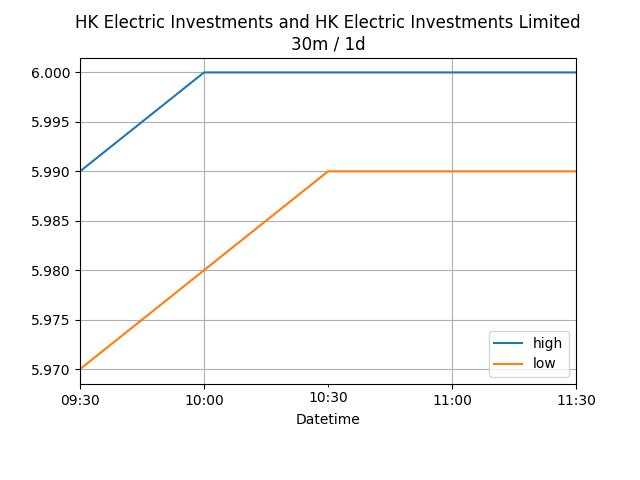 HK Electric Investments and HK Electric Investments Limited
30m / 1d
6.000
5.995
5.990
5.985
5.980
5.975
5.970
high
low
09:30 10:00 10:30 11:00 11:30
Datetime